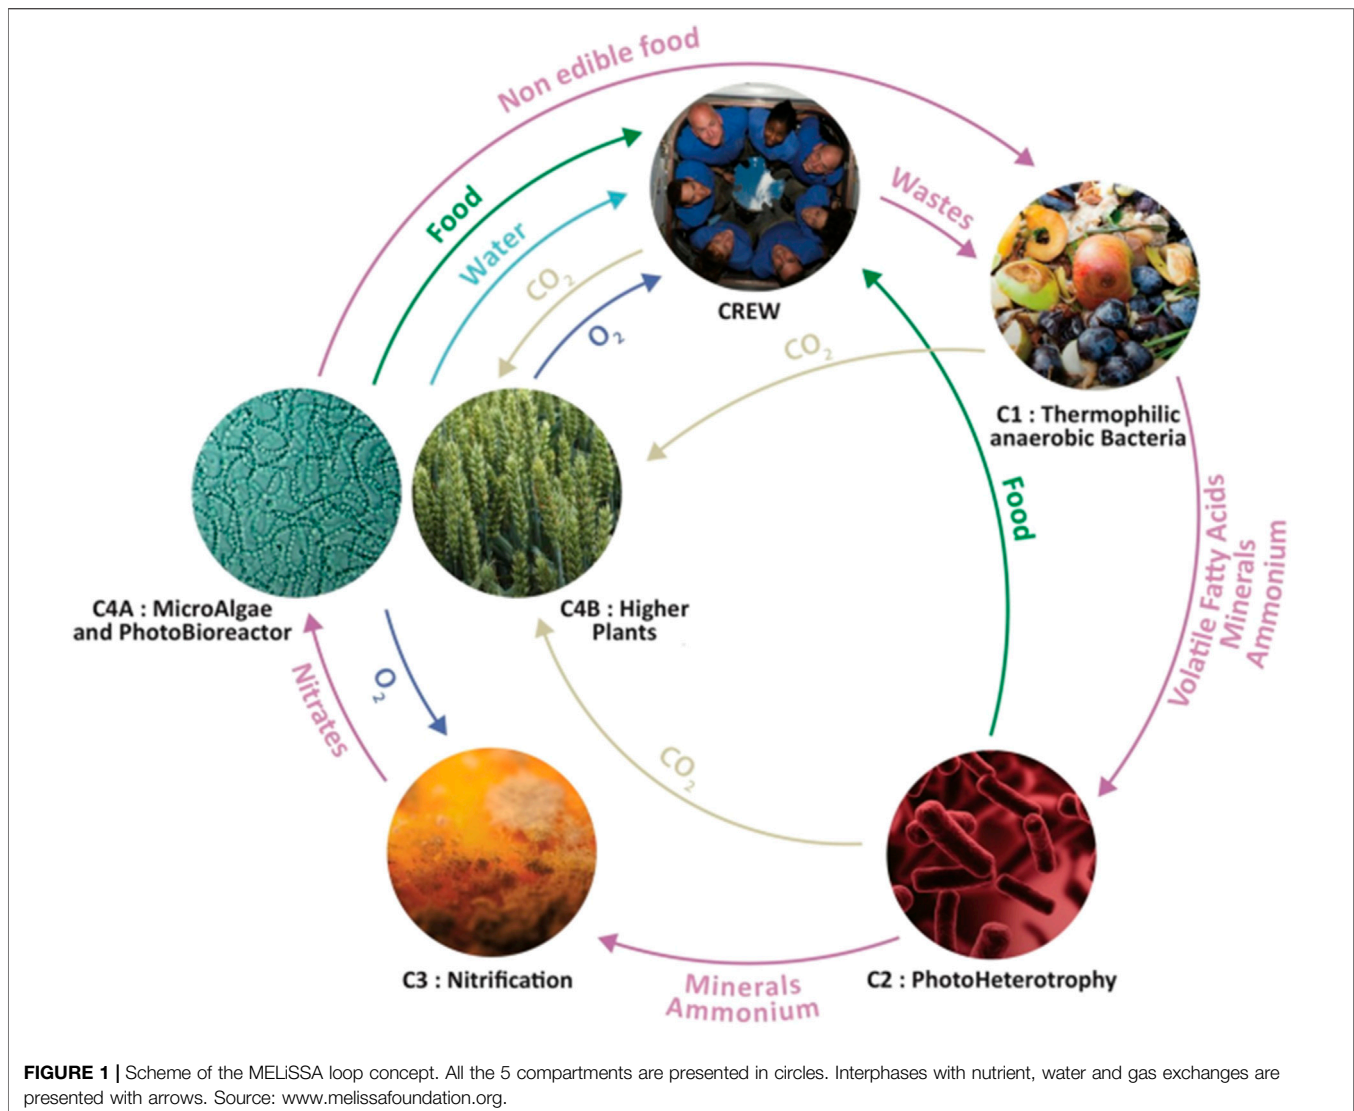 Non edible food
Food
Water
CO2
O2
CREW
Wastes
CO2
C1 : Thermophilic
anaerobic Bacteria
Food
Volatile Fatty Acids
Minerals
Ammonium
C4A : MicroAlgae
and PhotoBioreactor
C4B : Higher
Plants
Nitrates
O2
CO2
C3 : Nitrification
C2 : PhotoHeterotrophy
Minerals
Ammonium
FIGURE 1 | Scheme of the MELiSSA loop concept. All the 5 compartments are presented in circles. Interphases with nutrient, water and gas exchanges are
presented with arrows. Source: www.melissafoundation.org.